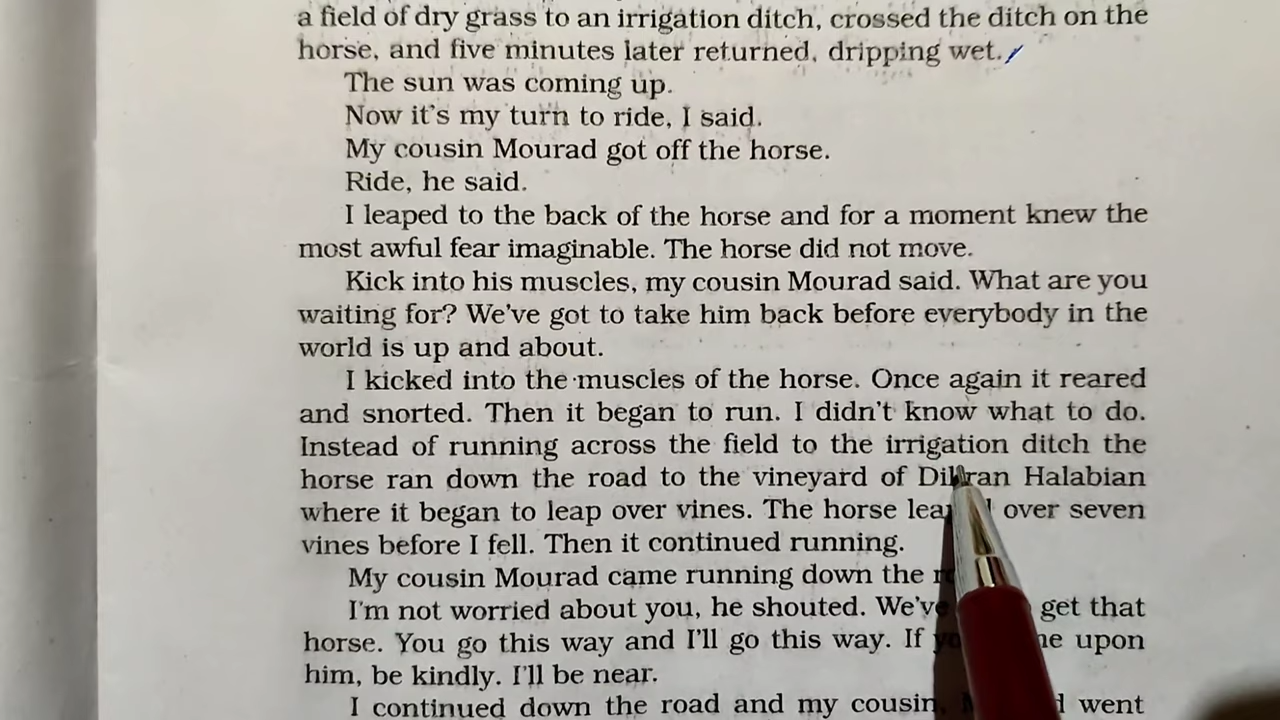 a field of dry grass to an irrigation ditch, crossed the ditch on the
horse, and five minutes later returned, dripping wet.
The sun was coming up.
Now it's my turn to ride, I said.
My cousin Mourad got off the horse.
Ride, he said.
I leaped to the back of the horse and for a moment knew the
most awful fear imaginable. The horse did not move.
Kick into his muscles, my cousin Mourad said. What are you
waiting for? We've got to take him back before everybody in the
world is up and about.
I kicked into the muscles of the horse. Once again it reared
and snorted. Then it began to run. I didn't know what to do.
Instead of running across the field to the irrigation ditch the
horse ran down the road to the vineyard of Dikran Halabian
where it began to leap over vines. The horse leaped over seven
vines before I fell. Then it continued running.
My cousin Mourad came running down the
I'm not worried about you, he shouted. We've get that
horse. You go this way and I'll go this way. If upon
him, be kindly. I'll be near.
I continued down the road and my cousin went